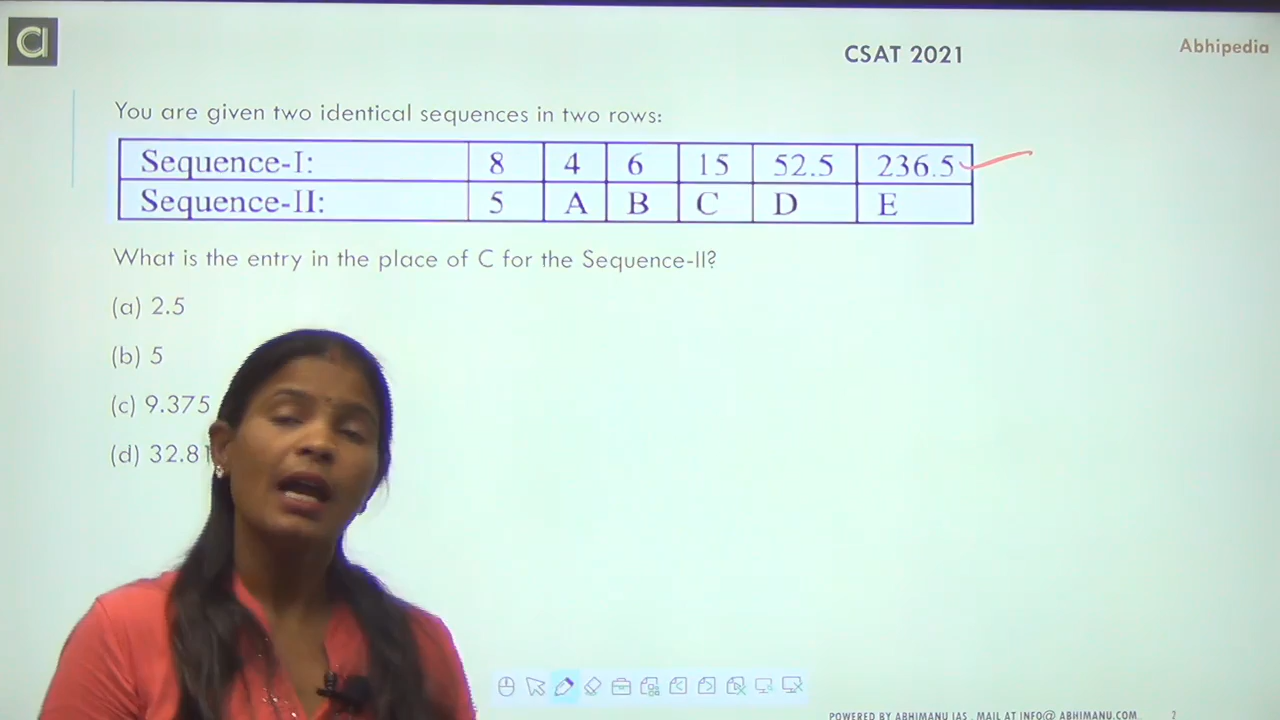 CSAT 2021
Abhipedia
You are given two identical sequences in two rows:
Sequence-I: 8 4 6 15 52.5 236.5
Sequence-II: 5 A B C D E
What is the entry in the place of C for the Sequence-II?
(a) 2.5
(b) 5
(c) 9.375
(d) 32.81
POWERED BY ABHIMANU IAS . MAIL AT INFO@ ABHIMANU.COM 2